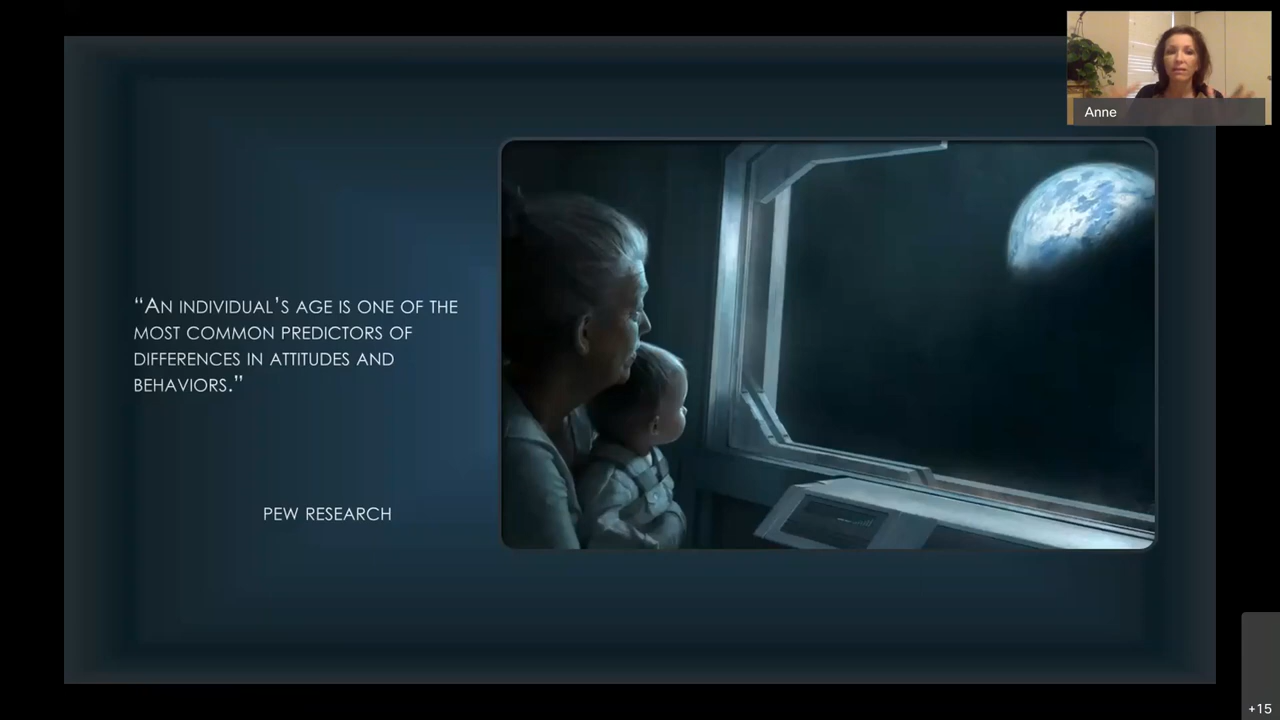 Anne
“An individual’s age is one of the
most common predictors of
differences in attitudes and
behaviors.”
PEW RESEARCH
+15